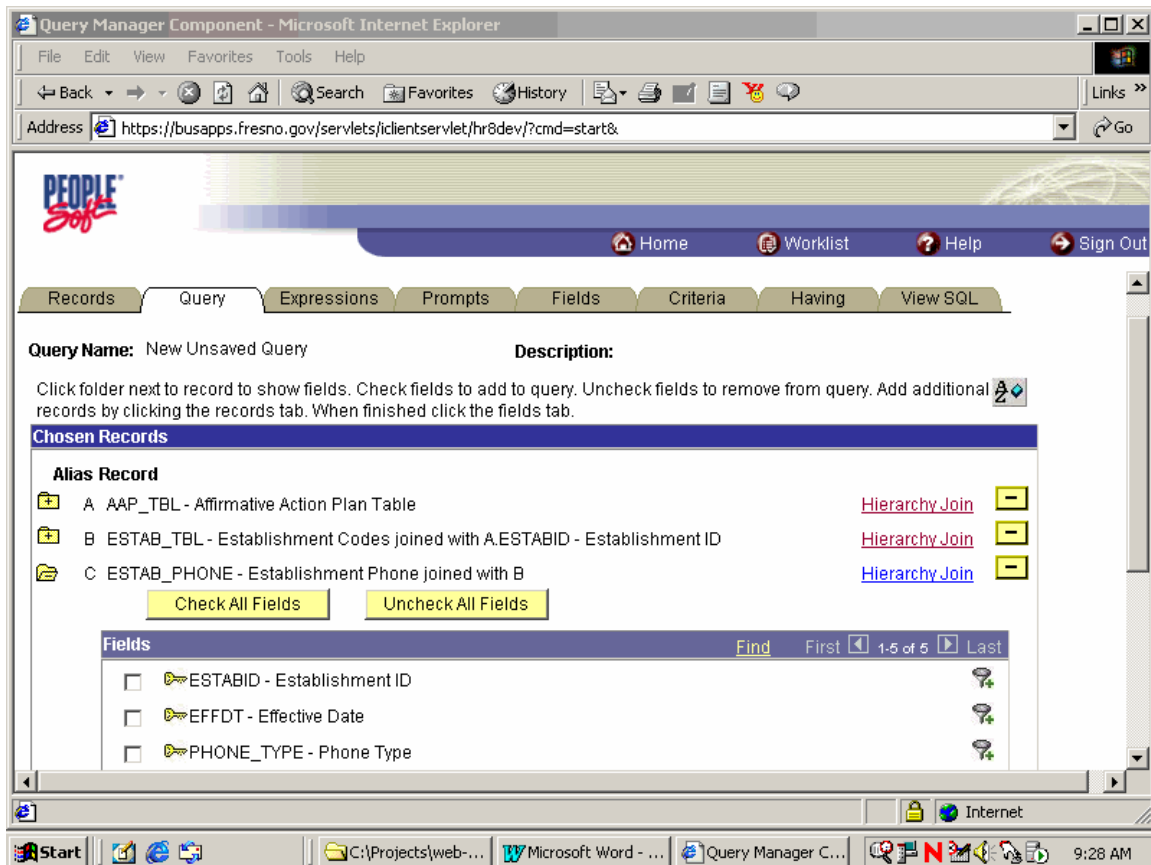 Query Manager Component - Microsoft Internet Explorer
File Edit View Favorites Tools Help
Back Search Favorites History Links »
Address https://busapps.fresno.gov/servlets/iclientservlet/hr8dev/?cmd=start& Go
PEOPLE
Soft
Home Worklist Help Sign Out
Records Query Expressions Prompts Fields Criteria Having View SQL
Query Name: New Unsaved Query Description:
Click folder next to record to show fields. Check fields to add to query. Uncheck fields to remove from query. Add additional
records by clicking the records tab. When finished click the fields tab.
Chosen Records
Alias Record
A AAP_TBL - Affirmative Action Plan Table Hierarchy Join
B ESTAB_TBL - Establishment Codes joined with A.ESTABID - Establishment ID Hierarchy Join
C ESTAB_PHONE - Establishment Phone joined with B Hierarchy Join
Check All Fields Uncheck All Fields
Fields Find First 1-5 of 5 Last
ESTABID - Establishment ID
EFFDT - Effective Date
PHONE_TYPE - Phone Type
Internet
Start C:\Projects\web-... Microsoft Word - ... Query Manager C... 9:28 AM